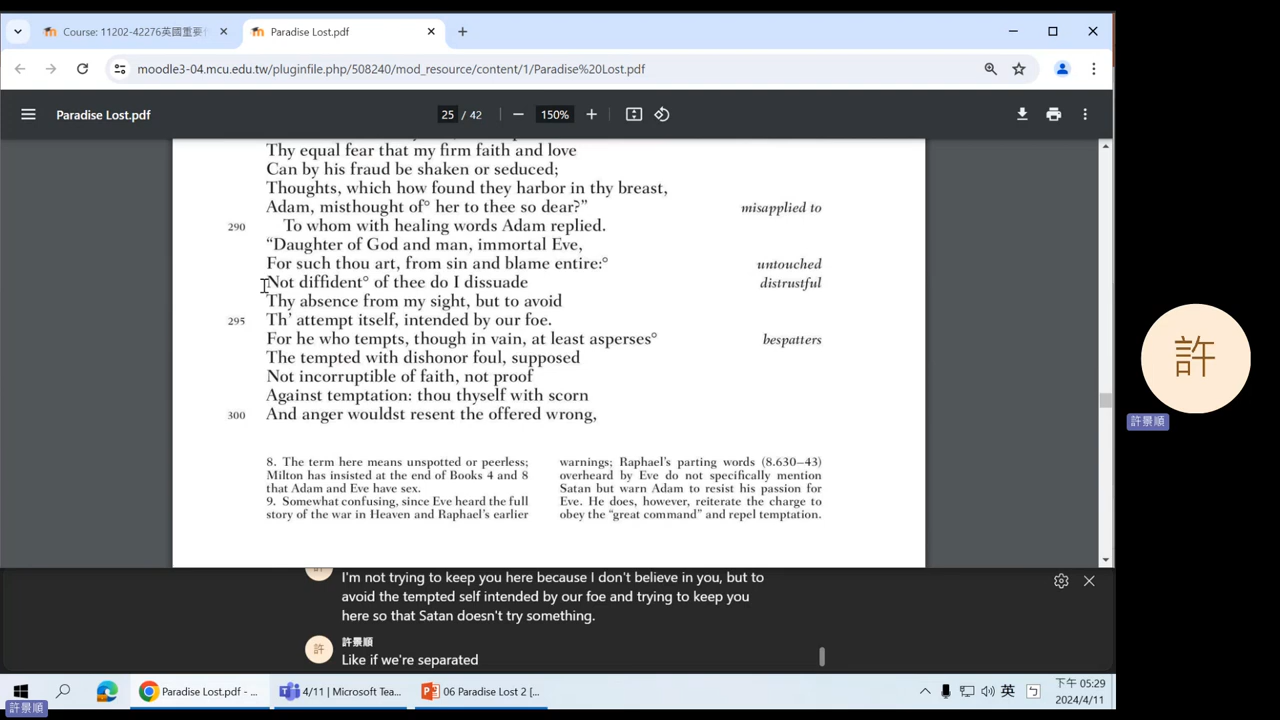 Course: 11202-42276英國重要
Paradise Lost.pdf
moodle3-04.mcu.edu.tw/pluginfile.php/508240/mod_resource/content/1/Paradise%20Lost.pdf
Paradise Lost.pdf
25 / 42
150%
Thy equal fear that my firm faith and love
Can by his fraud be shaken or seduced;
Thoughts, which how found they harbor in thy breast,
Adam, misthought of° her to thee so dear?” misapplied to
290 To whom with healing words Adam replied.
“Daughter of God and man, immortal Eve,
For such thou art, from sin and blame entire:° untouched
Not diffident° of thee do I dissuade distrustful
Thy absence from my sight, but to avoid
295 Th’ attempt itself, intended by our foe.
For he who tempts, though in vain, at least asperses° bespatters
The tempted with dishonor foul, supposed
Not incorruptible of faith, not proof
Against temptation: thou thyself with scorn
300 And anger wouldst resent the offered wrong,
8. The term here means unspotted or peerless;
Milton has insisted at the end of Books 4 and 8
that Adam and Eve have sex.
9. Somewhat confusing, since Eve heard the full
story of the war in Heaven and Raphael’s earlier
warnings; Raphael’s parting words (8.630–43)
overheard by Eve do not specifically mention
Satan but warn Adam to resist his passion for
Eve. He does, however, reiterate the charge to
obey the “great command” and repel temptation.
許
許景順
許
I'm not trying to keep you here because I don't believe in you, but to
avoid the tempted self intended by our foe and trying to keep you
here so that Satan doesn't try something.
許景順
許
Like if we're separated
Paradise Lost.pdf - ...
4/11 | Microsoft Tea...
06 Paradise Lost 2 [...
英
下午 05:29
2024/4/11
許景順